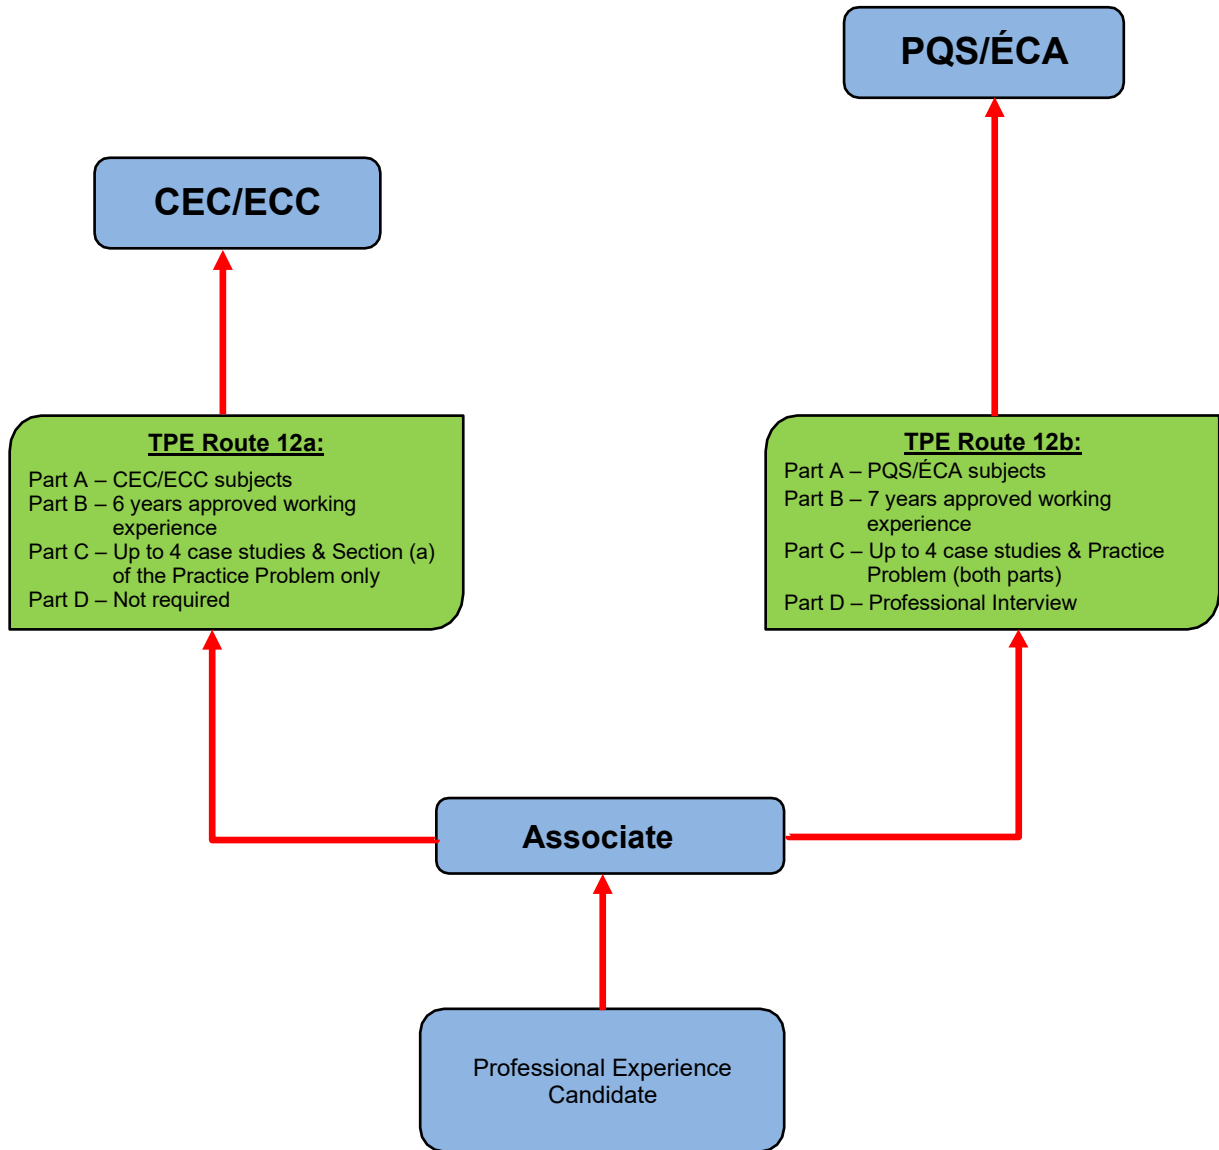 PQS/ÉCA
CEC/ECC
TPE Route 12a:
Part A – CEC/ECC subjects
Part B – 6 years approved working
experience
Part C – Up to 4 case studies & Section (a)
of the Practice Problem only
Part D – Not required
TPE Route 12b:
Part A – PQS/ÉCA subjects
Part B – 7 years approved working
experience
Part C – Up to 4 case studies & Practice
Problem (both parts)
Part D – Professional Interview
Associate
Professional Experience
Candidate